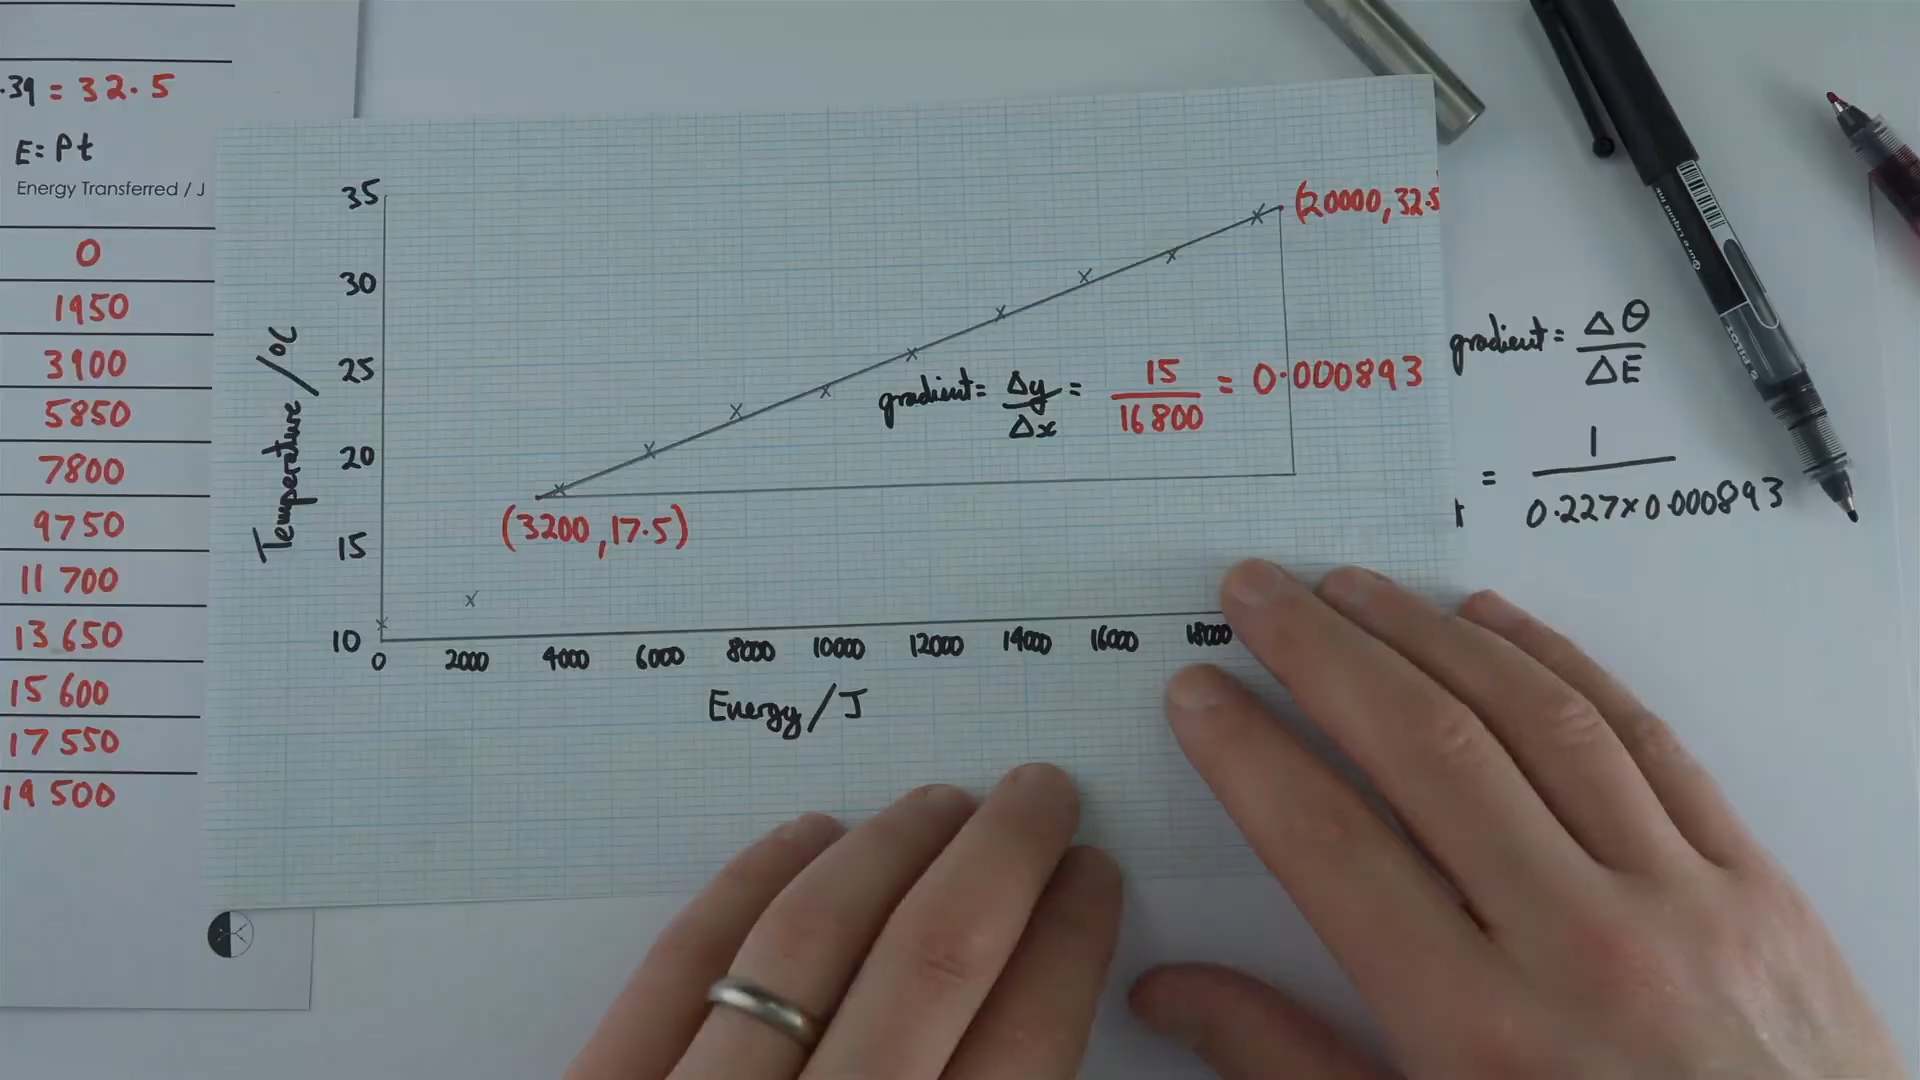 .39 = 32.5
E = Pt
Energy Transferred / J
0
1950
3900
5850
7800
9750
11 700
13 650
15 600
17 550
19 500
35
30
25
20
15
10
0 2000 4000 6000 8000 10000 12000 14000 16000 18000
Temperature /°C
Energy / J
(20000, 32.5
(3200, 17.5)
gradient = Δy/Δx = 15/16800 = 0.000893
gradient = Δθ/ΔE
= 1/0.227×0.000893